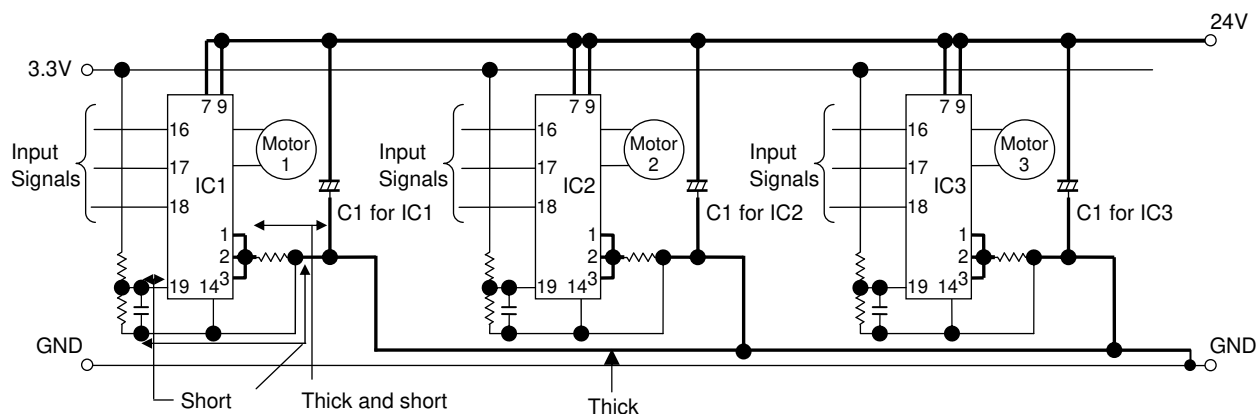 24V
3.3V
7 9
7 9
7 9
Input
Signals
16
17
18
IC1
Motor
1
C1 for IC1
1
2
3
19
14
Input
Signals
16
17
18
IC2
Motor
2
C1 for IC2
1
2
3
19
14
Input
Signals
16
17
18
IC3
Motor
3
C1 for IC3
1
2
3
19
14
GND
GND
Short
Thick and short
Thick